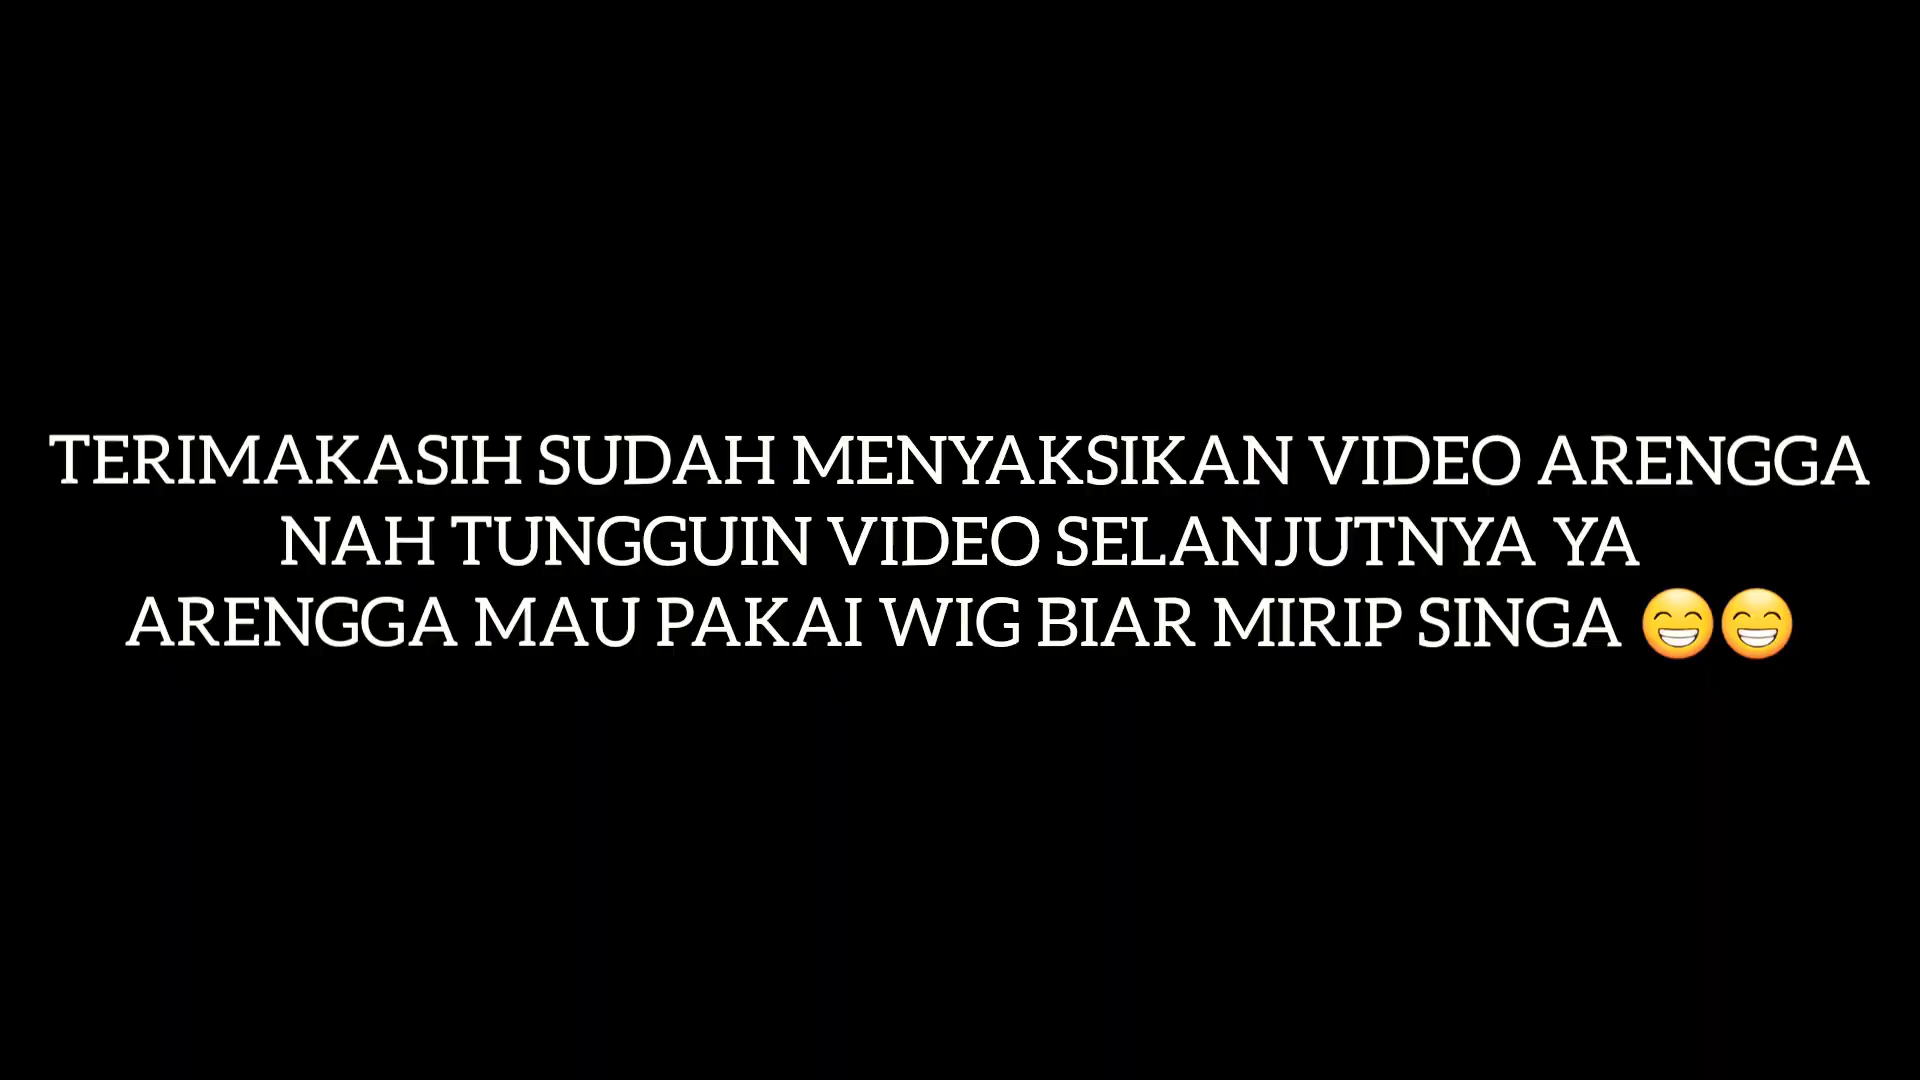 TERIMAKASIH SUDAH MENYAKSIKAN VIDEO ARENGGA
NAH TUNGGUIN VIDEO SELANJUTNYA YA
ARENGGA MAU PAKAI WIG BIAR MIRIP SINGA 😁😁